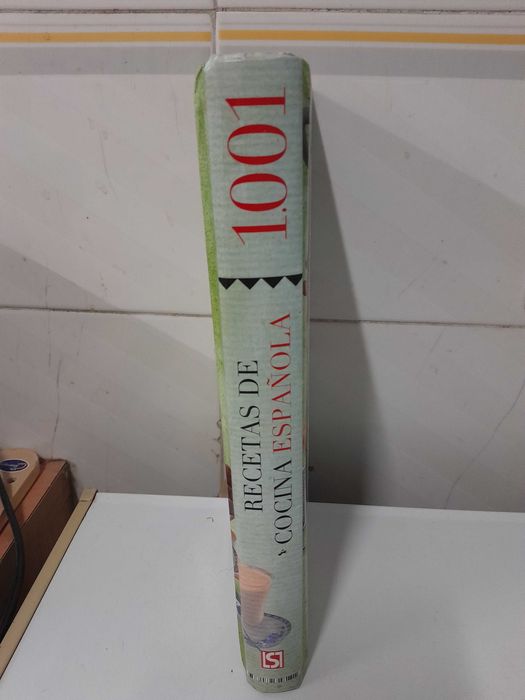 1.001
RECETAS DE
COCINA ESPAÑOLA
S